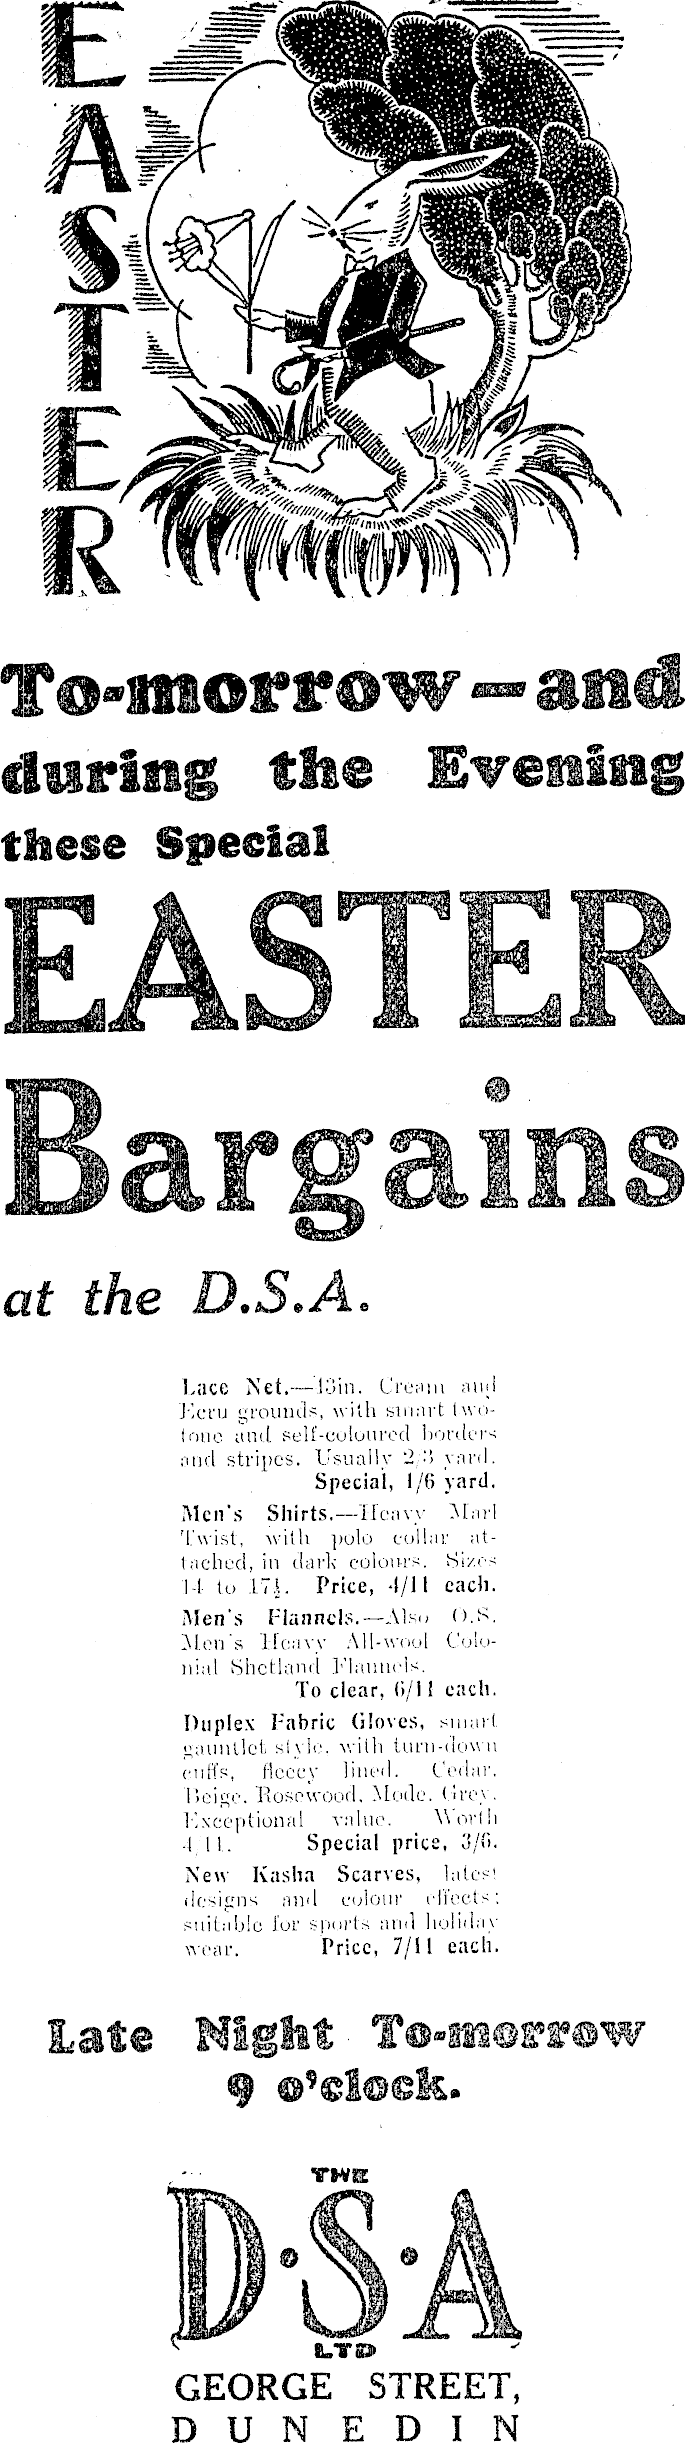 EASTER
To-morrow—and
during the Evening
these Special
EASTER
Bargains
at the D.S.A.
Lace Net.—43in. Cream and
Ecru grounds, with smart two-
tone and self-coloured borders
and stripes. Usually 2/3 yard.
Special, 1/6 yard.
Men's Shirts.—Heavy Marl
Twist, with polo collar at-
tached, in dark colours. Sizes
14 to 17½. Price, 4/11 each.
Men's Flannels.—Also O.S.
Men's Heavy All-wool Colo-
nial Shetland Flannels.
To clear, 6/11 each.
Duplex Fabric Gloves, smart
gauntlet style, with turn-down
cuffs, fleecy lined. Cedar,
Beige, Rosewood, Mode, Grey.
Exceptional value. Worth
4/11. Special price, 3/6.
New Kasha Scarves, latest
designs and colour effects;
suitable for sports and holiday
wear. Price, 7/11 each.
Late Night To-morrow
9 o'clock.
THE
D·S·A
LTD
GEORGE STREET,
DUNEDIN